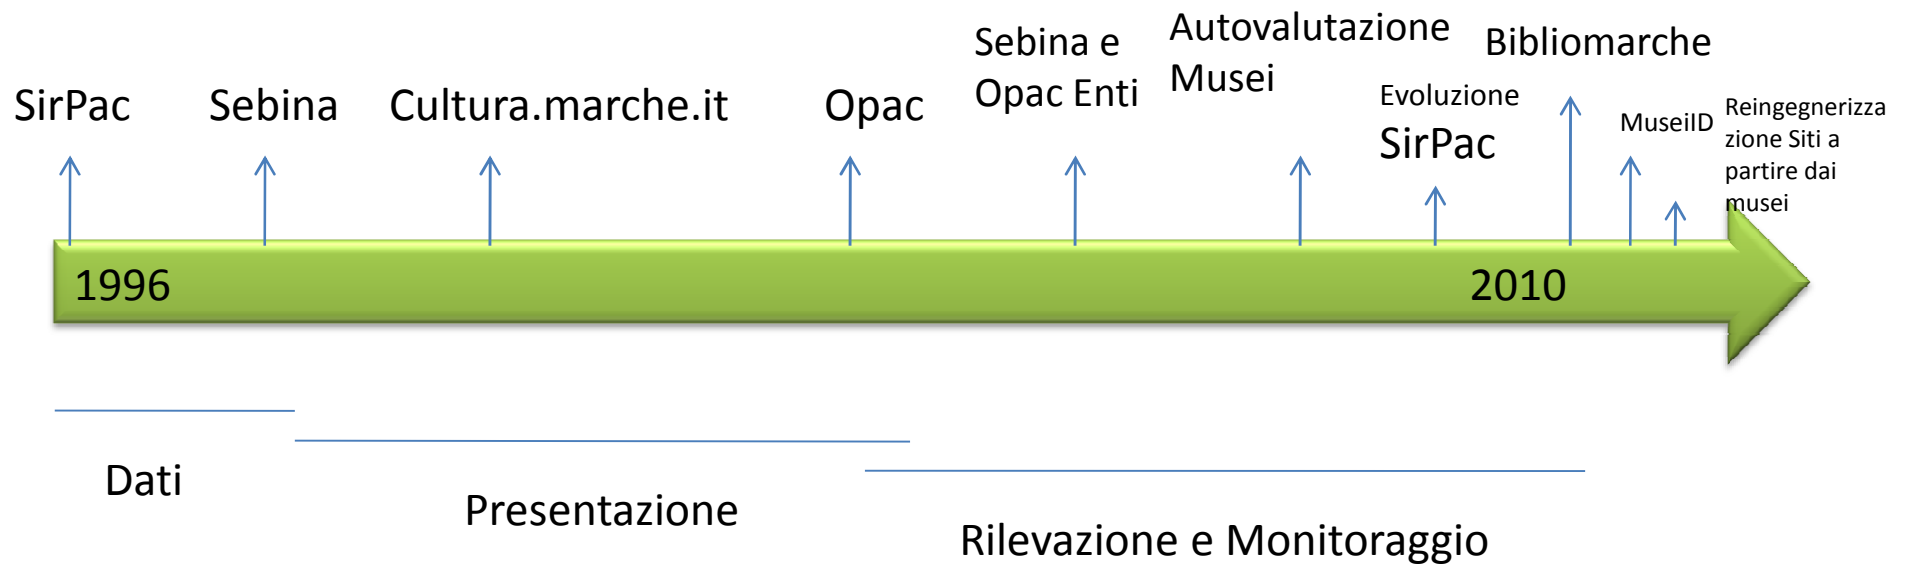 SirPac
Sebina
Cultura.marche.it
Opac
Sebina e
Opac Enti
Autovalutazione
Musei
Evoluzione
SirPac
Bibliomarche
MuseiID
Reingegnerizza
zione Siti a
partire dai
musei
1996
2010
Dati
Presentazione
Rilevazione e Monitoraggio